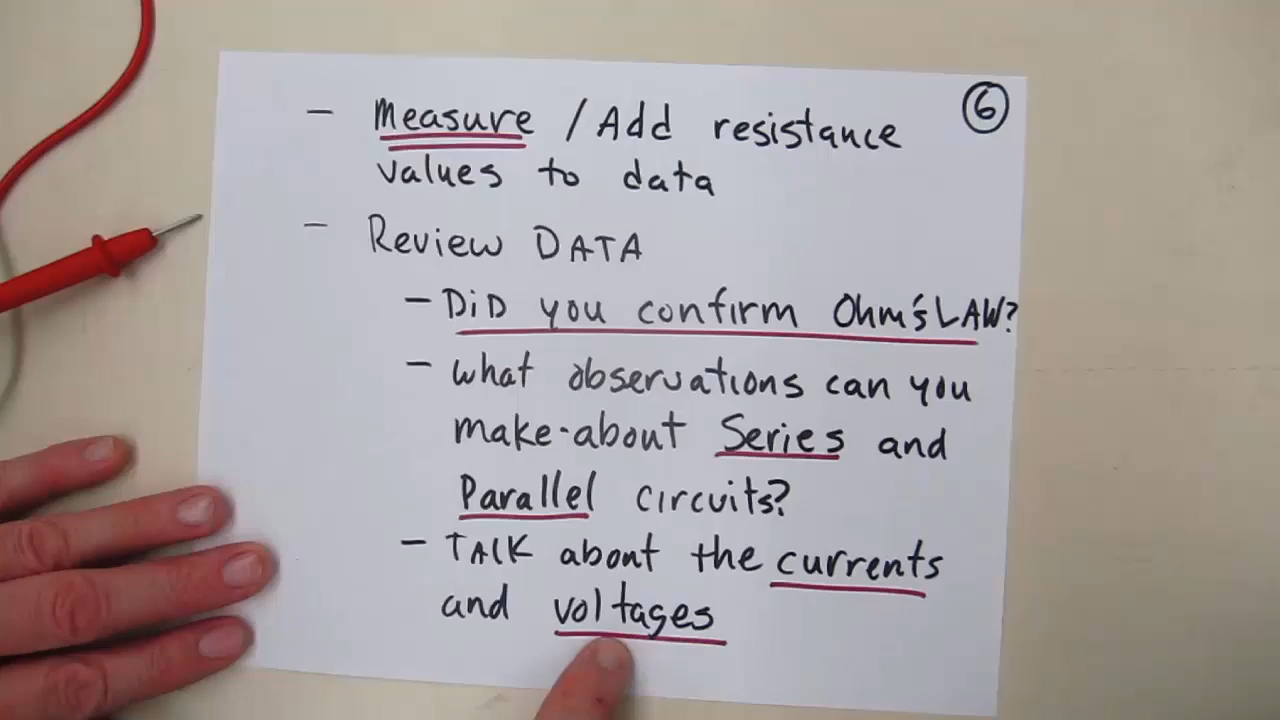 6
- Measure / Add resistance
values to data
- Review DATA
- DiD you confirm Ohm's LAW?
- what observations can you
make-about Series and
Parallel circuits?
- TALK about the currents
and voltages